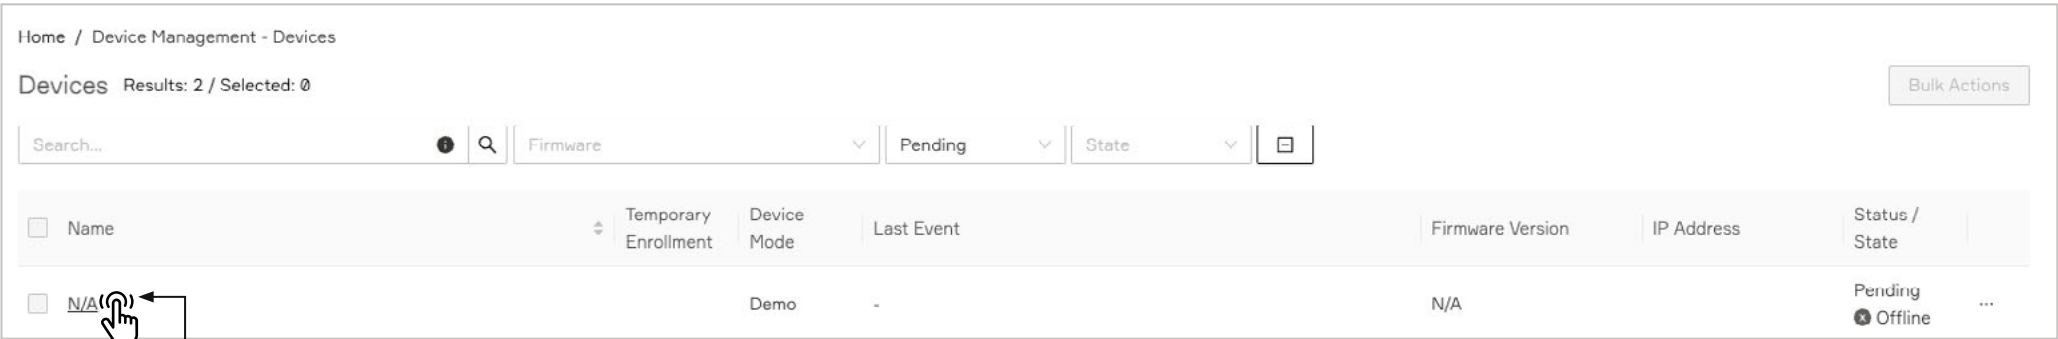 Home / Device Management - Devices
Devices Results: 2 / Selected: 0
Bulk Actions
Search... Firmware Pending State
Name Temporary Enrollment Device Mode Last Event Firmware Version IP Address Status / State
N/A Demo - N/A Pending
Offline ...